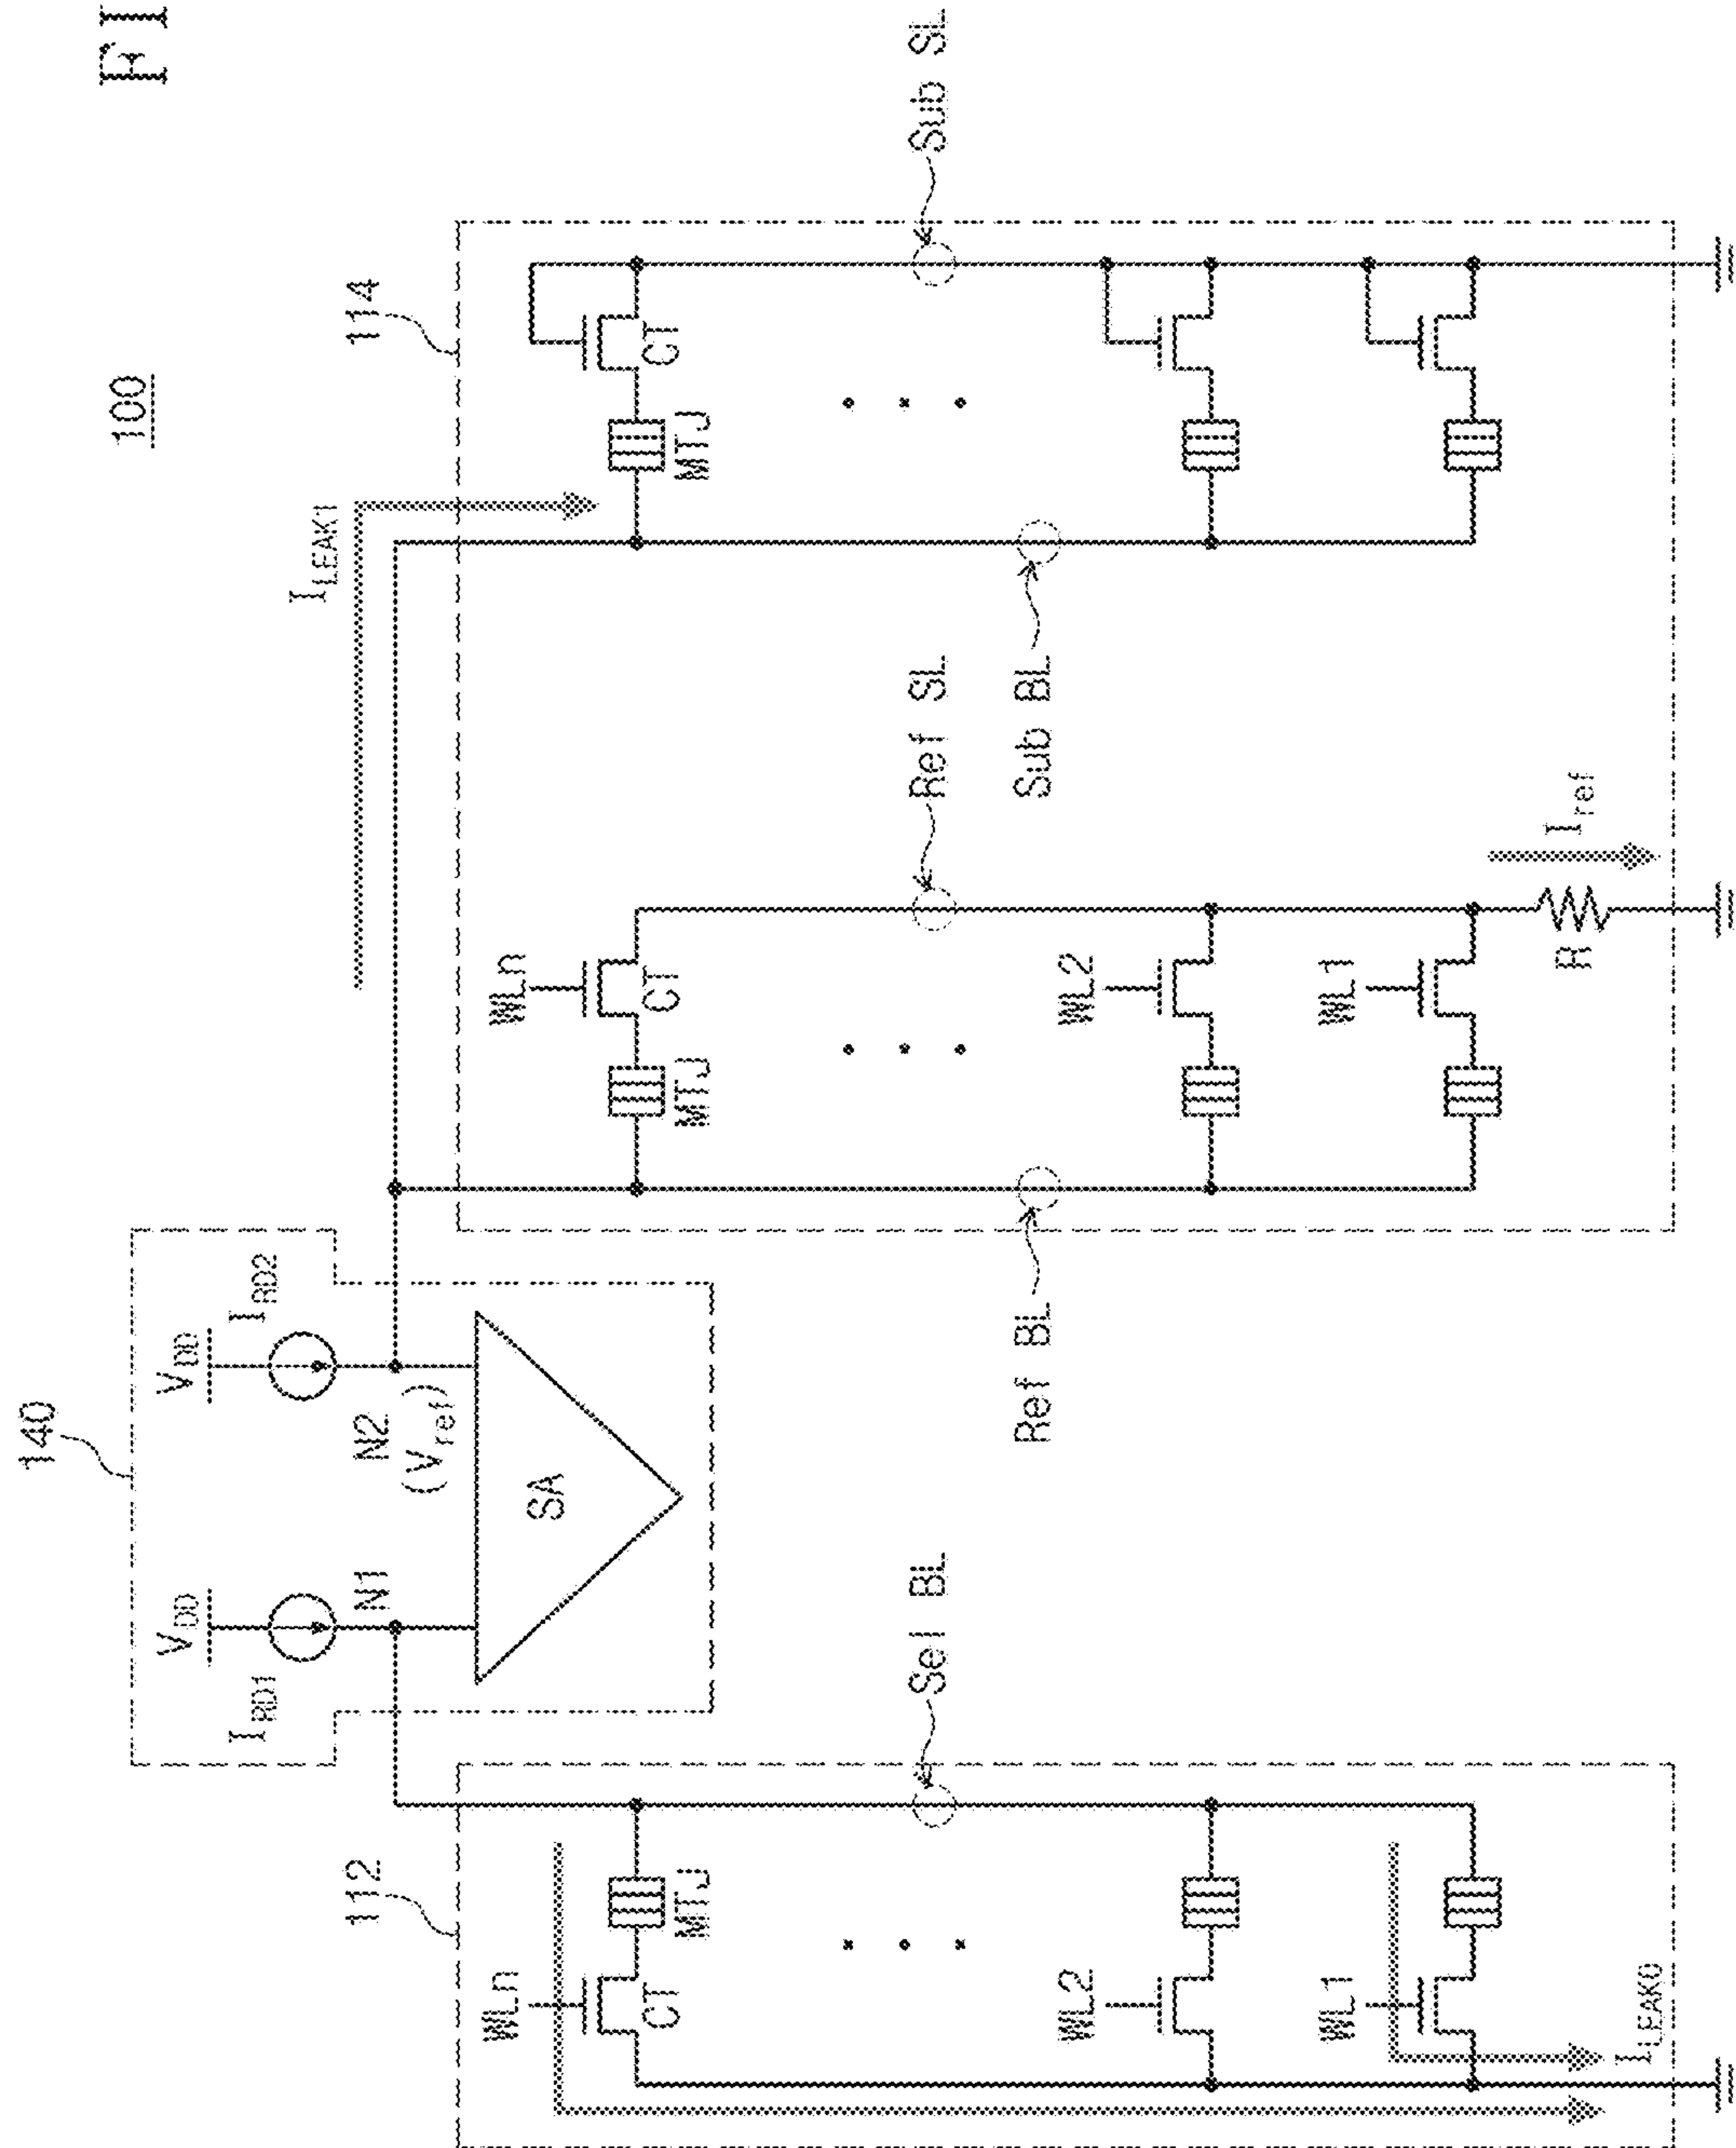 FI
100
140
V_DD
V_DD
I_RD1
I_RD2
N1
N2
(V_ref)
SA
I_LEAK1
112
114
WLn
CT
MTJ
WL2
WL1
I_LEAK0
Sel BL
WLn
MTJ
CT
WL2
WL1
Ref BL
Ref SL
R
I_ref
MTJ
CT
Sub BL
Sub SL